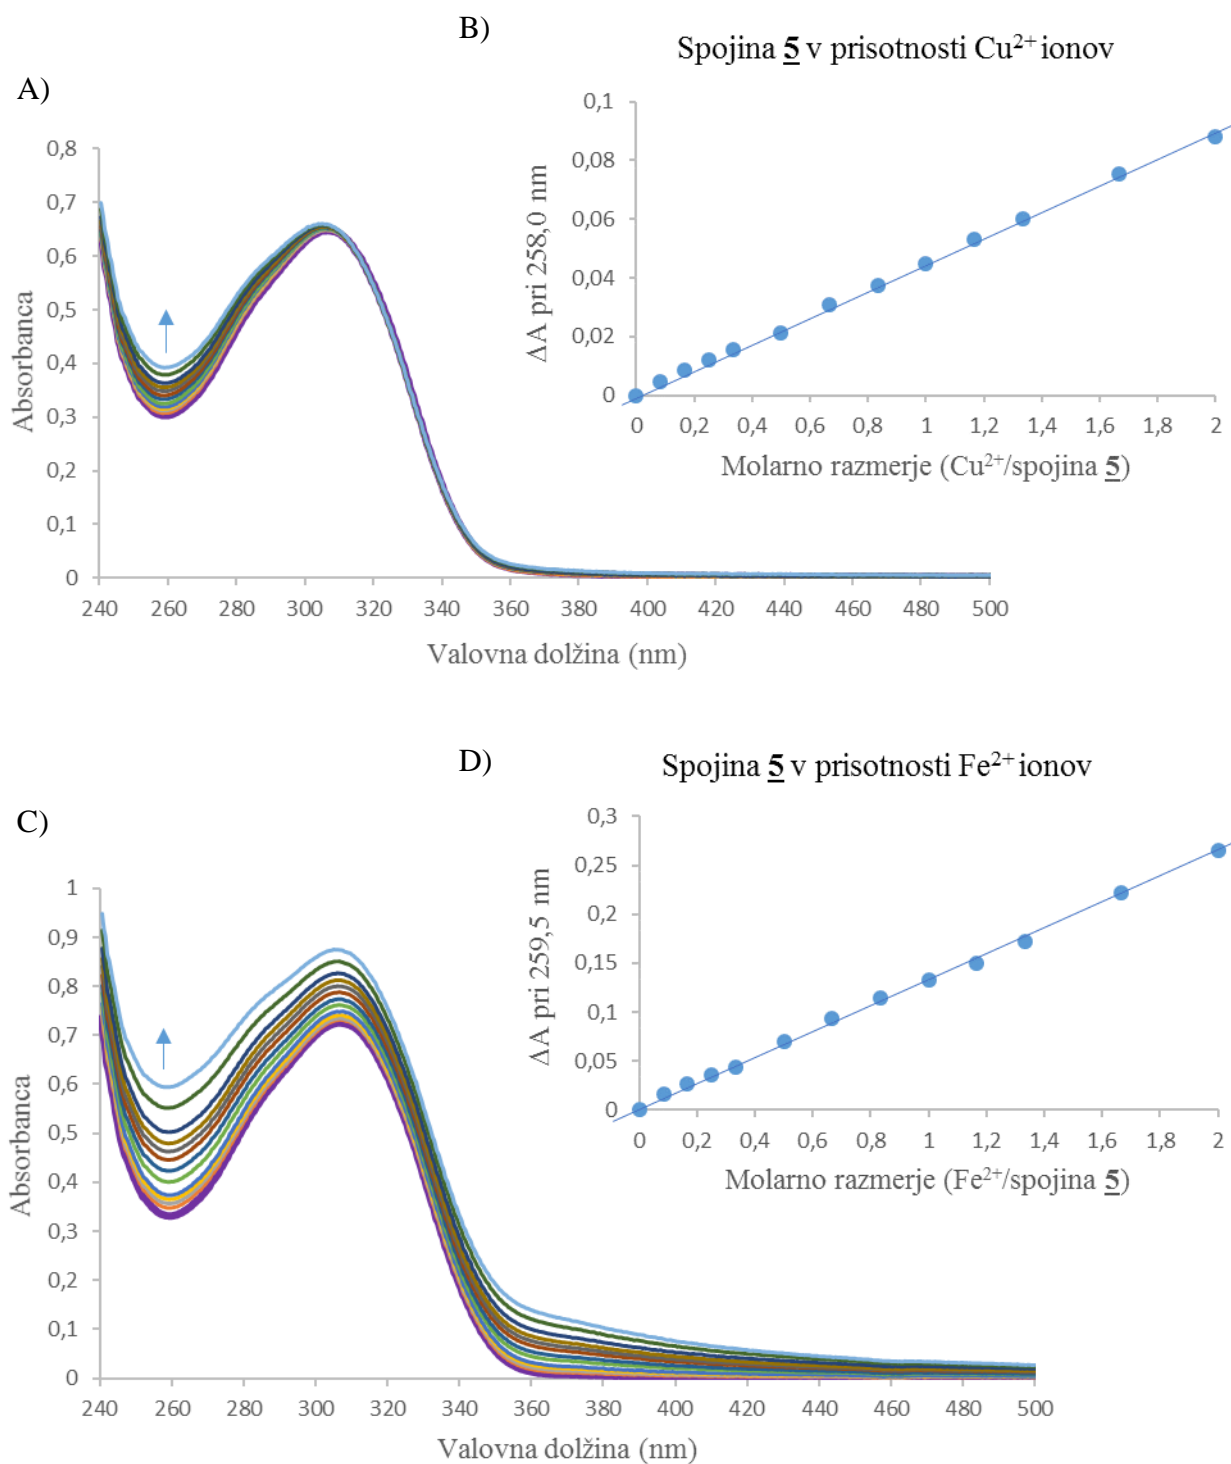 B)
Spojina 5 v prisotnosti Cu²⁺ ionov
A)
0,1
0,08
0,06
0,04
0,02
0
ΔA pri 258,0 nm
0 0,2 0,4 0,6 0,8 1 1,2 1,4 1,6 1,8 2
Molarno razmerje (Cu²⁺/spojina 5)
0,8
0,7
0,6
0,5
0,4
0,3
0,2
0,1
0
Absorbanca
240 260 280 300 320 340 360 380 400 420 440 460 480 500
Valovna dolžina (nm)
D)
Spojina 5 v prisotnosti Fe²⁺ ionov
C)
0,3
0,25
0,2
0,15
0,1
0,05
0
ΔA pri 259,5 nm
0 0,2 0,4 0,6 0,8 1 1,2 1,4 1,6 1,8 2
Molarno razmerje (Fe²⁺/spojina 5)
1
0,9
0,8
0,7
0,6
0,5
0,4
0,3
0,2
0,1
0
Absorbanca
240 260 280 300 320 340 360 380 400 420 440 460 480 500
Valovna dolžina (nm)